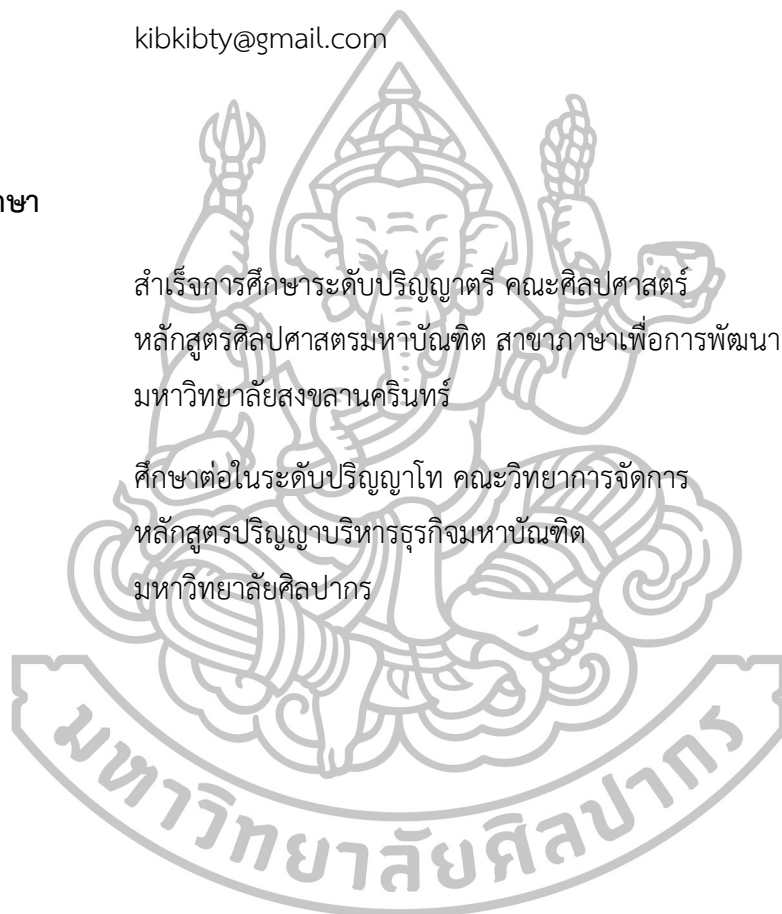 kibkibty@gmail.com
สำเร็จการศึกษาระดับปริญญาตรี คณะศิลปศาสตร์
หลักสูตรศิลปศาสตรมหาบัณฑิต สาขาภาษาเพื่อการพัฒนา
มหาวิทยาลัยสงขลานครินทร์
ศึกษาต่อในระดับปริญญาโท คณะวิทยาการจัดการ
หลักสูตรปริญญาบริหารธุรกิจมหาบัณฑิต
มหาวิทยาลัยศิลปากร
มหาวิทยาลัยศิลปากร